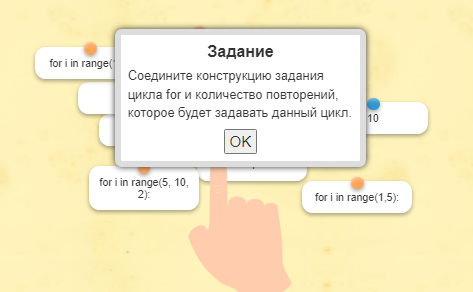 Задание
Соедините конструкцию задания
цикла for и количество повторений,
которое будет задавать данный цикл.
OK
for i in range(
10
for i in range(5, 10,
2):
for i in range(1,5):